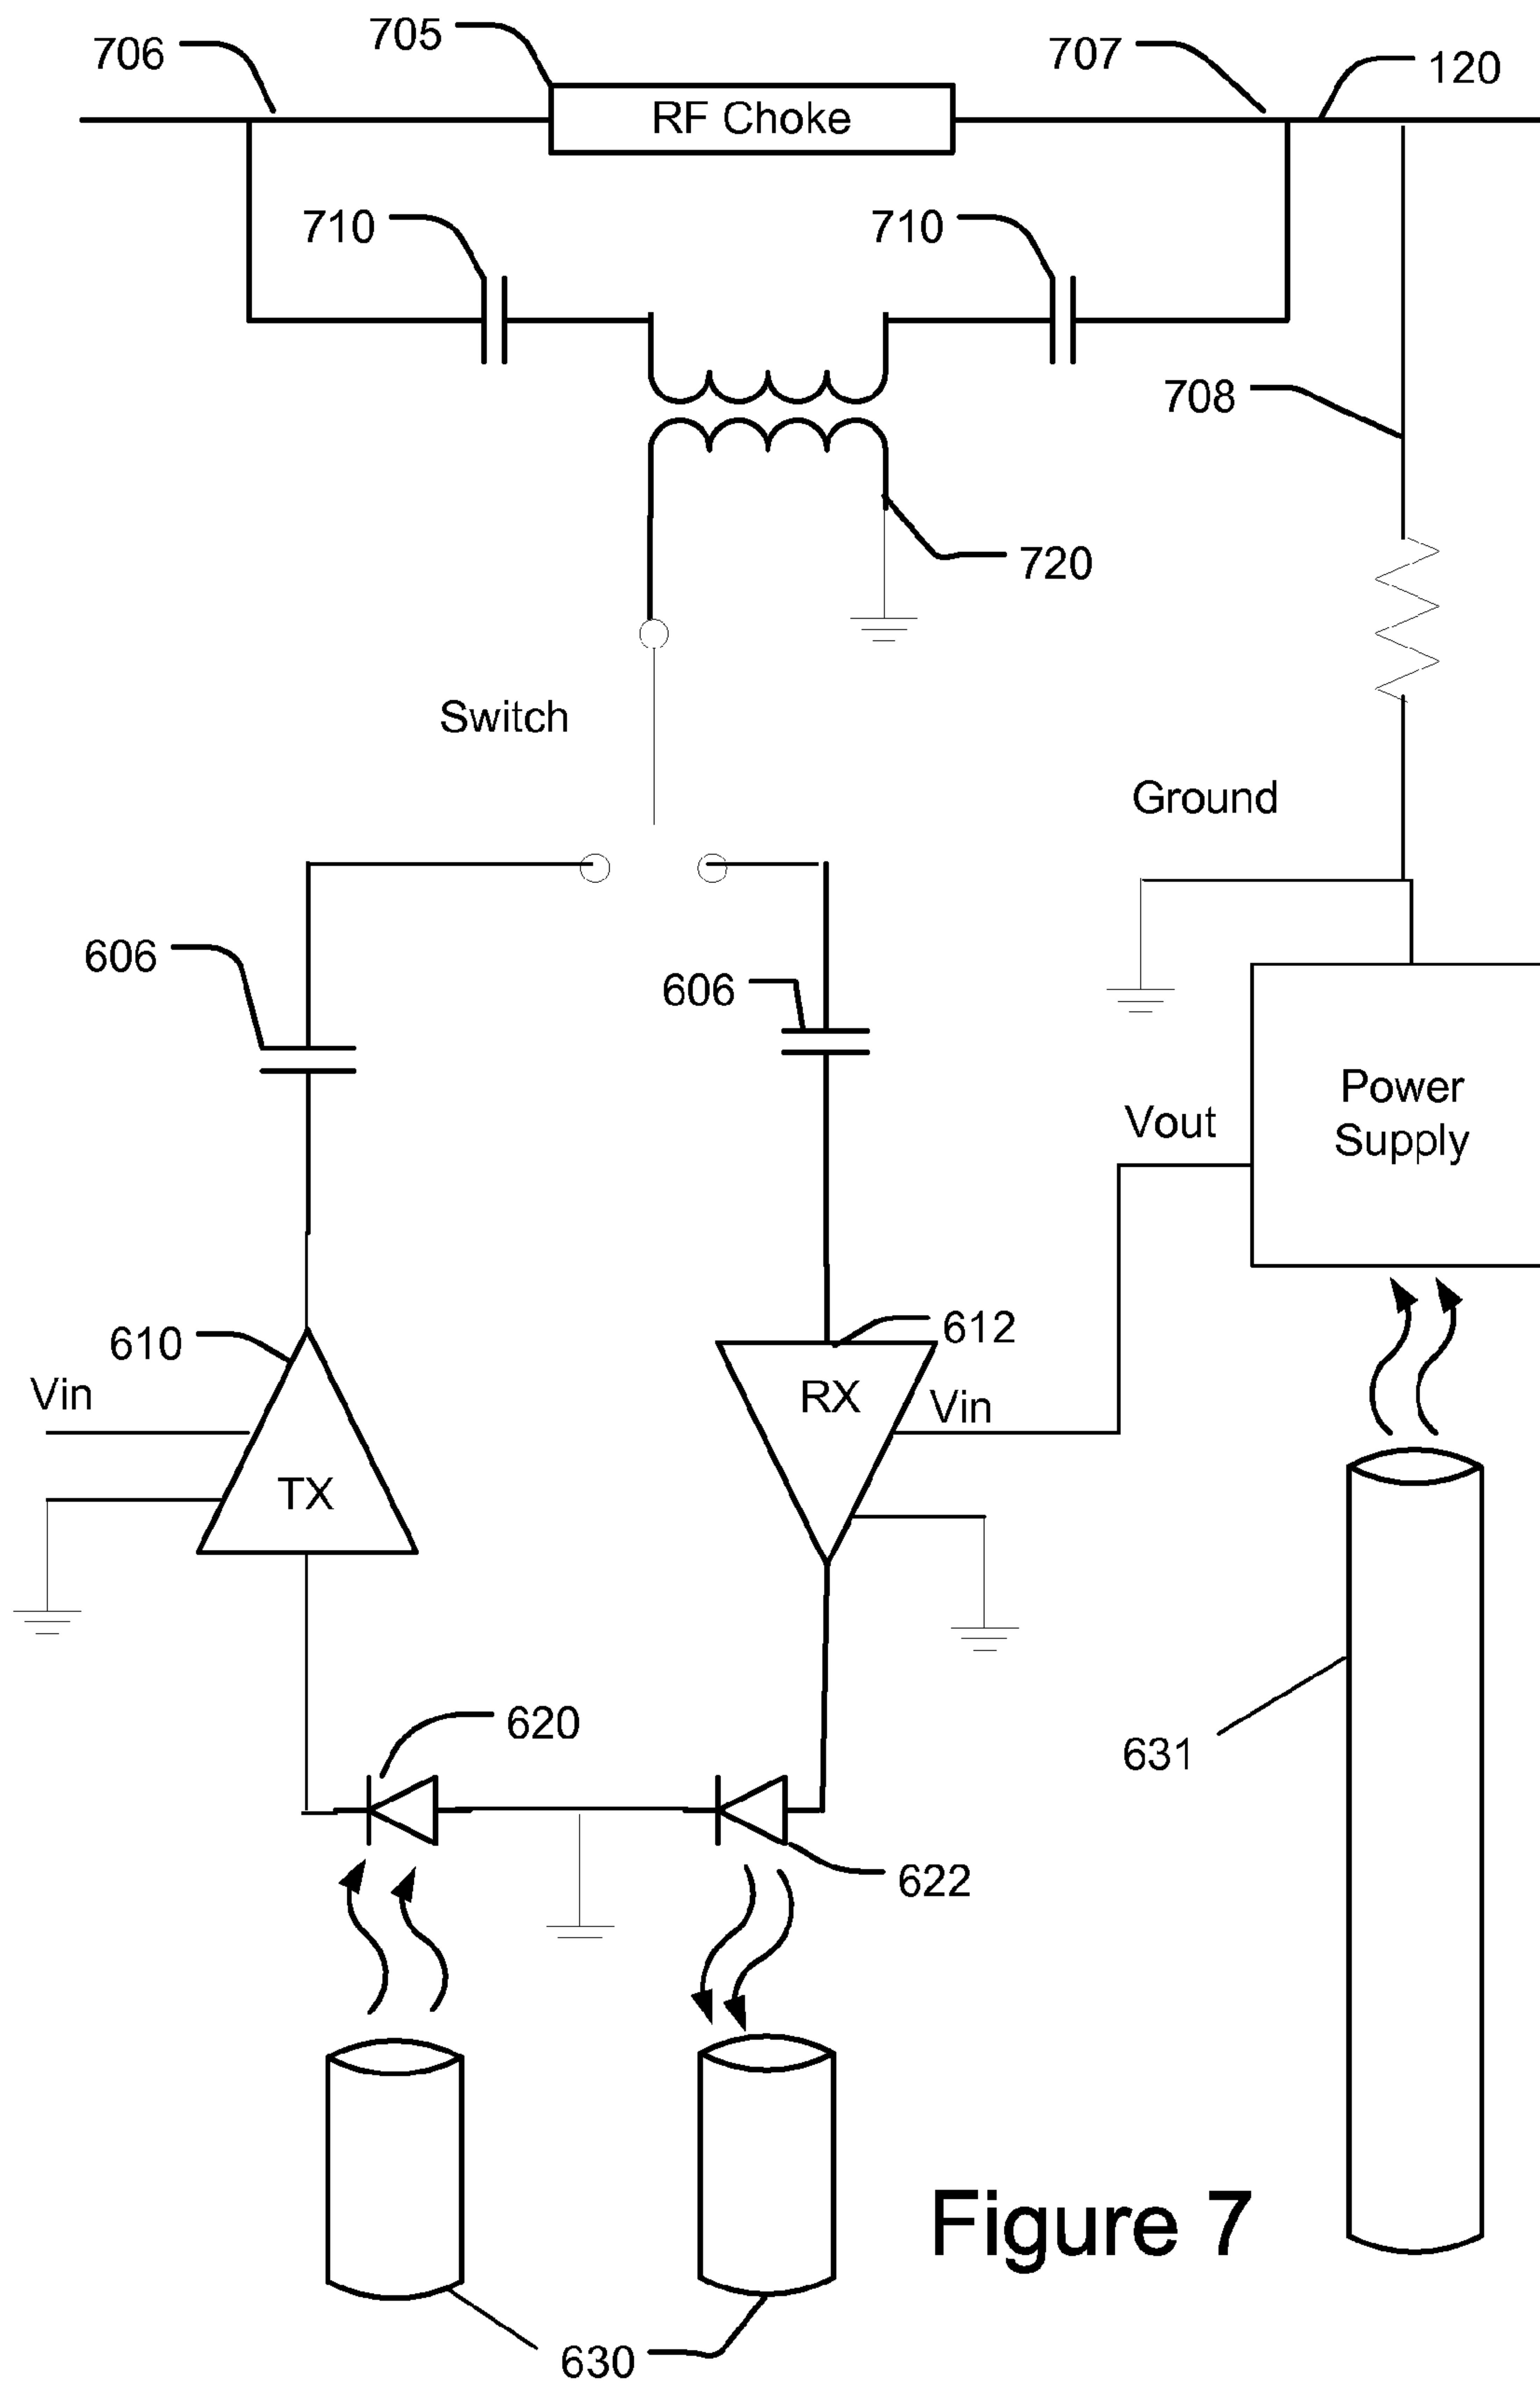 705
706
707
120
RF Choke
710
710
708
720
Switch
Ground
606
606
Power
Supply
Vout
610
612
Vin
RX
Vin
TX
620
631
622
Figure 7
630